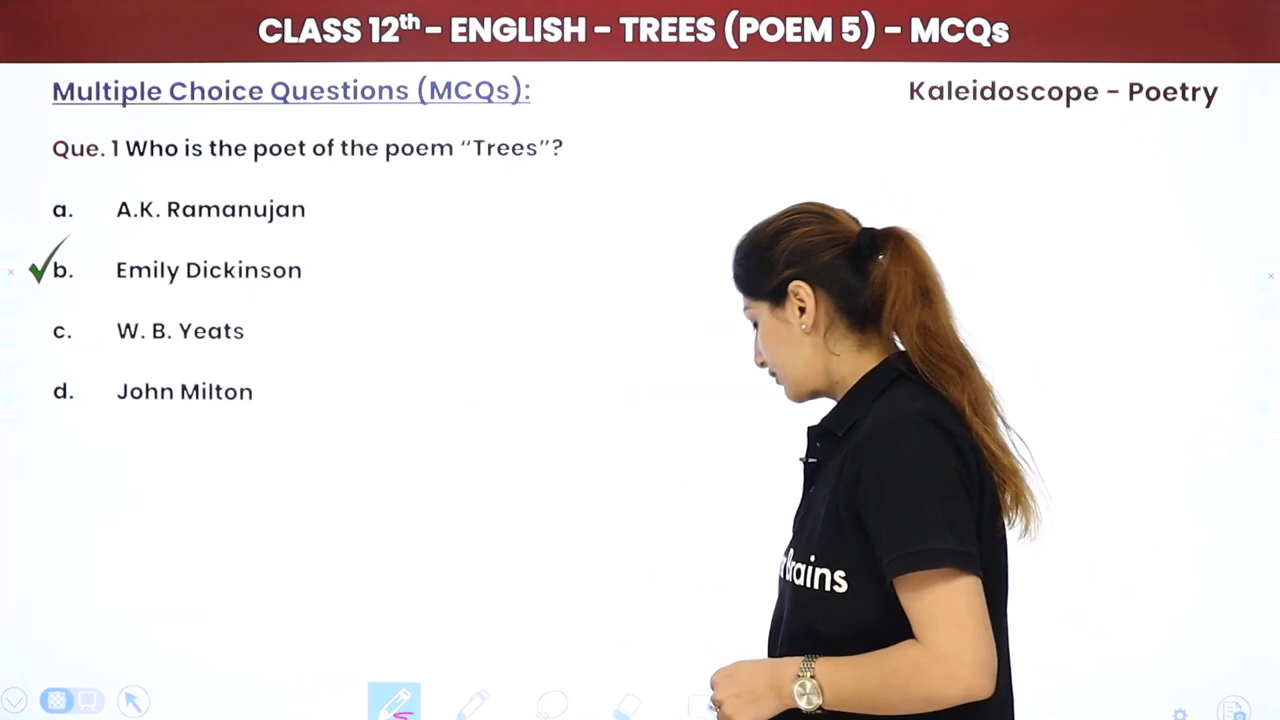 CLASS 12th - ENGLISH - TREES (POEM 5) - MCQs
Multiple Choice Questions (MCQs):
Kaleidoscope - Poetry
Que. 1 Who is the poet of the poem “Trees”?
a. A.K. Ramanujan
b. Emily Dickinson
c. W. B. Yeats
d. John Milton
Brains